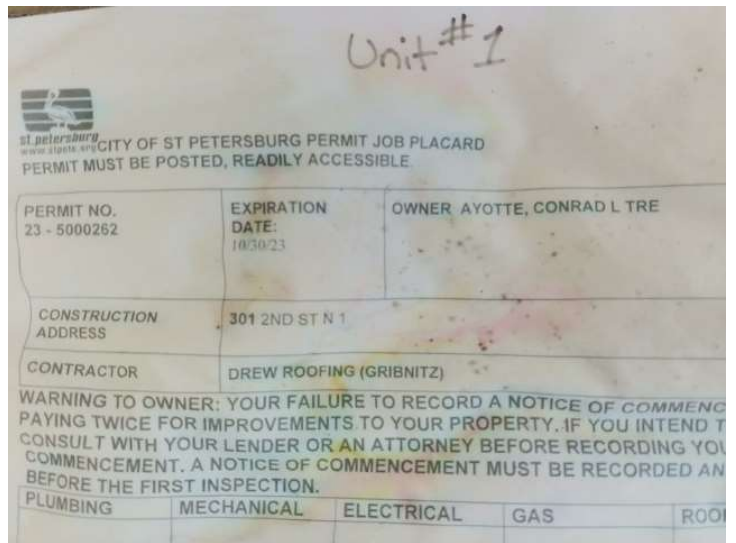 Unit #1
st.petersburg
www.stpete.org
CITY OF ST PETERSBURG PERMIT JOB PLACARD
PERMIT MUST BE POSTED, READILY ACCESSIBLE
PERMIT NO.
23 - 5000262
EXPIRATION
DATE:
10/30/23
OWNER AYOTTE, CONRAD L TRE
CONSTRUCTION
ADDRESS
301 2ND ST N 1
CONTRACTOR
DREW ROOFING (GRIBNITZ)
WARNING TO OWNER: YOUR FAILURE TO RECORD A NOTICE OF COMMENC
PAYING TWICE FOR IMPROVEMENTS TO YOUR PROPERTY. IF YOU INTEND T
CONSULT WITH YOUR LENDER OR AN ATTORNEY BEFORE RECORDING YOU
COMMENCEMENT. A NOTICE OF COMMENCEMENT MUST BE RECORDED AN
BEFORE THE FIRST INSPECTION.
PLUMBING MECHANICAL ELECTRICAL GAS ROO